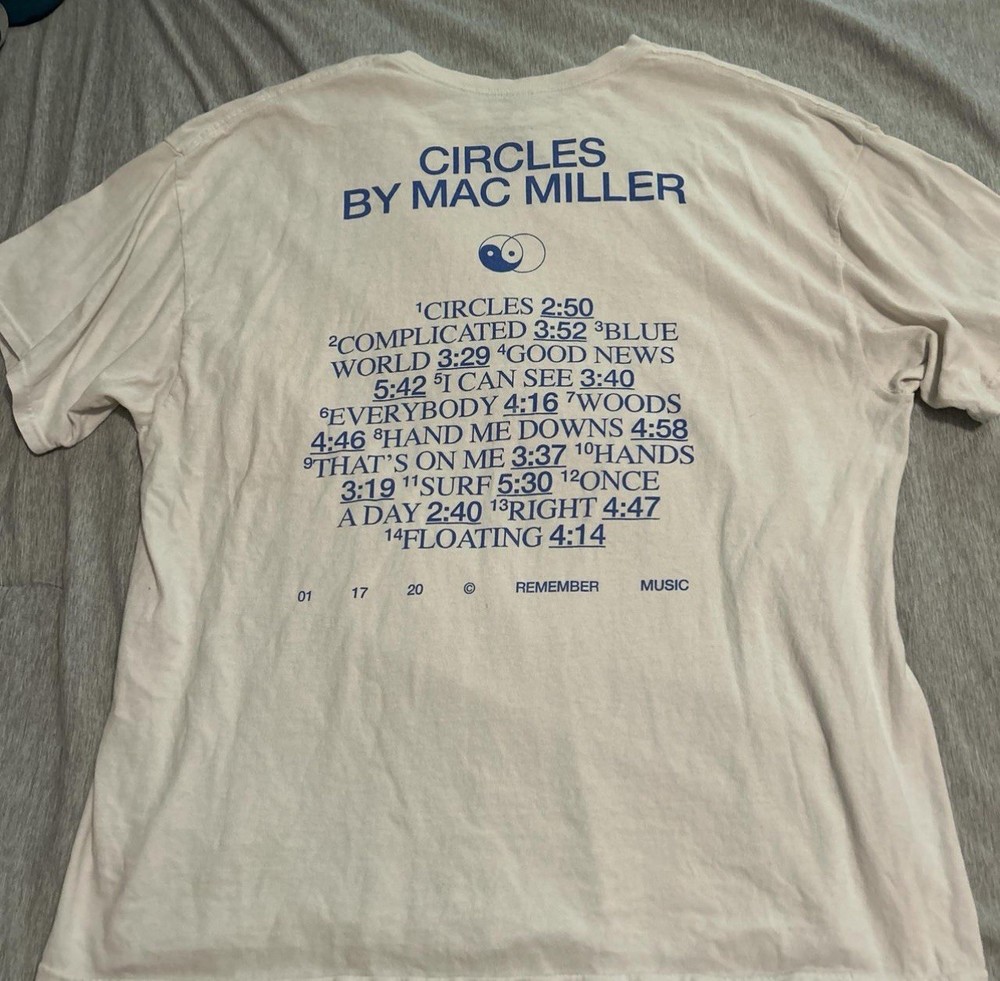 CIRCLES
BY MAC MILLER
¹CIRCLES 2:50
²COMPLICATED 3:52 ³BLUE
WORLD 3:29 ⁴GOOD NEWS
5:42 ⁵I CAN SEE 3:40
⁶EVERYBODY 4:16 ⁷WOODS
4:46 ⁸HAND ME DOWNS 4:58
⁹THAT'S ON ME 3:37 ¹⁰HANDS
3:19 ¹¹SURF 5:30 ¹²ONCE
A DAY 2:40 ¹³RIGHT 4:47
¹⁴FLOATING 4:14
01 17 20 © REMEMBER MUSIC